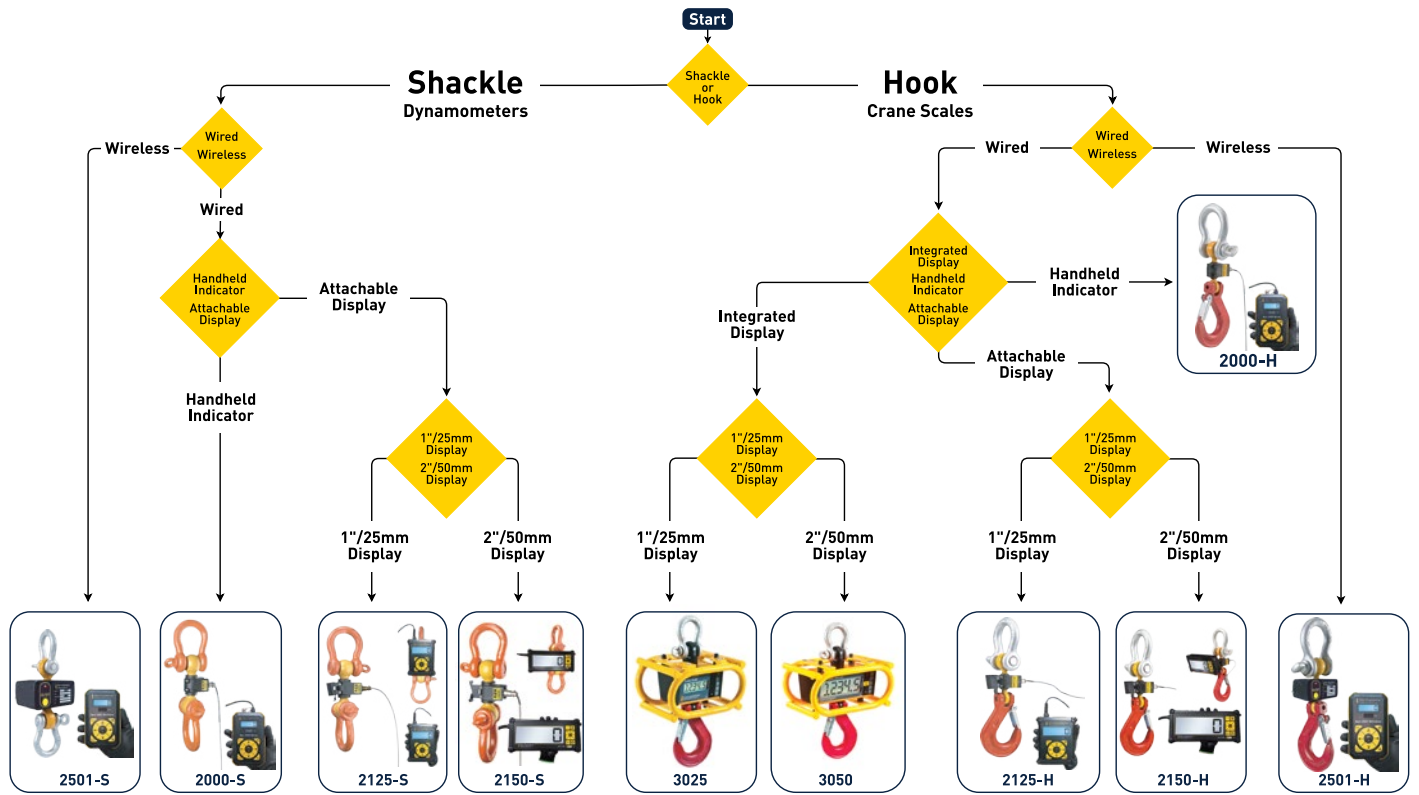 Start
Shackle
or
Hook
Shackle
Dynamometers
Hook
Crane Scales
Wired
Wireless
Wireless
Wired
Wired
Wireless
Wired
Wireless
Handheld
Indicator
Attachable
Display
Attachable
Display
Handheld
Indicator
Integrated
Display
Handheld
Indicator
Attachable
Display
Handheld
Indicator
2000-H
Integrated
Display
Attachable
Display
1"/25mm
Display
2"/50mm
Display
1"/25mm
Display
2"/50mm
Display
1"/25mm
Display
2"/50mm
Display
1"/25mm
Display
2"/50mm
Display
1"/25mm
Display
2"/50mm
Display
1"/25mm
Display
2"/50mm
Display
1234.5
2501-S
2000-S
2125-S
2150-S
3025
3050
2125-H
2150-H
2501-H